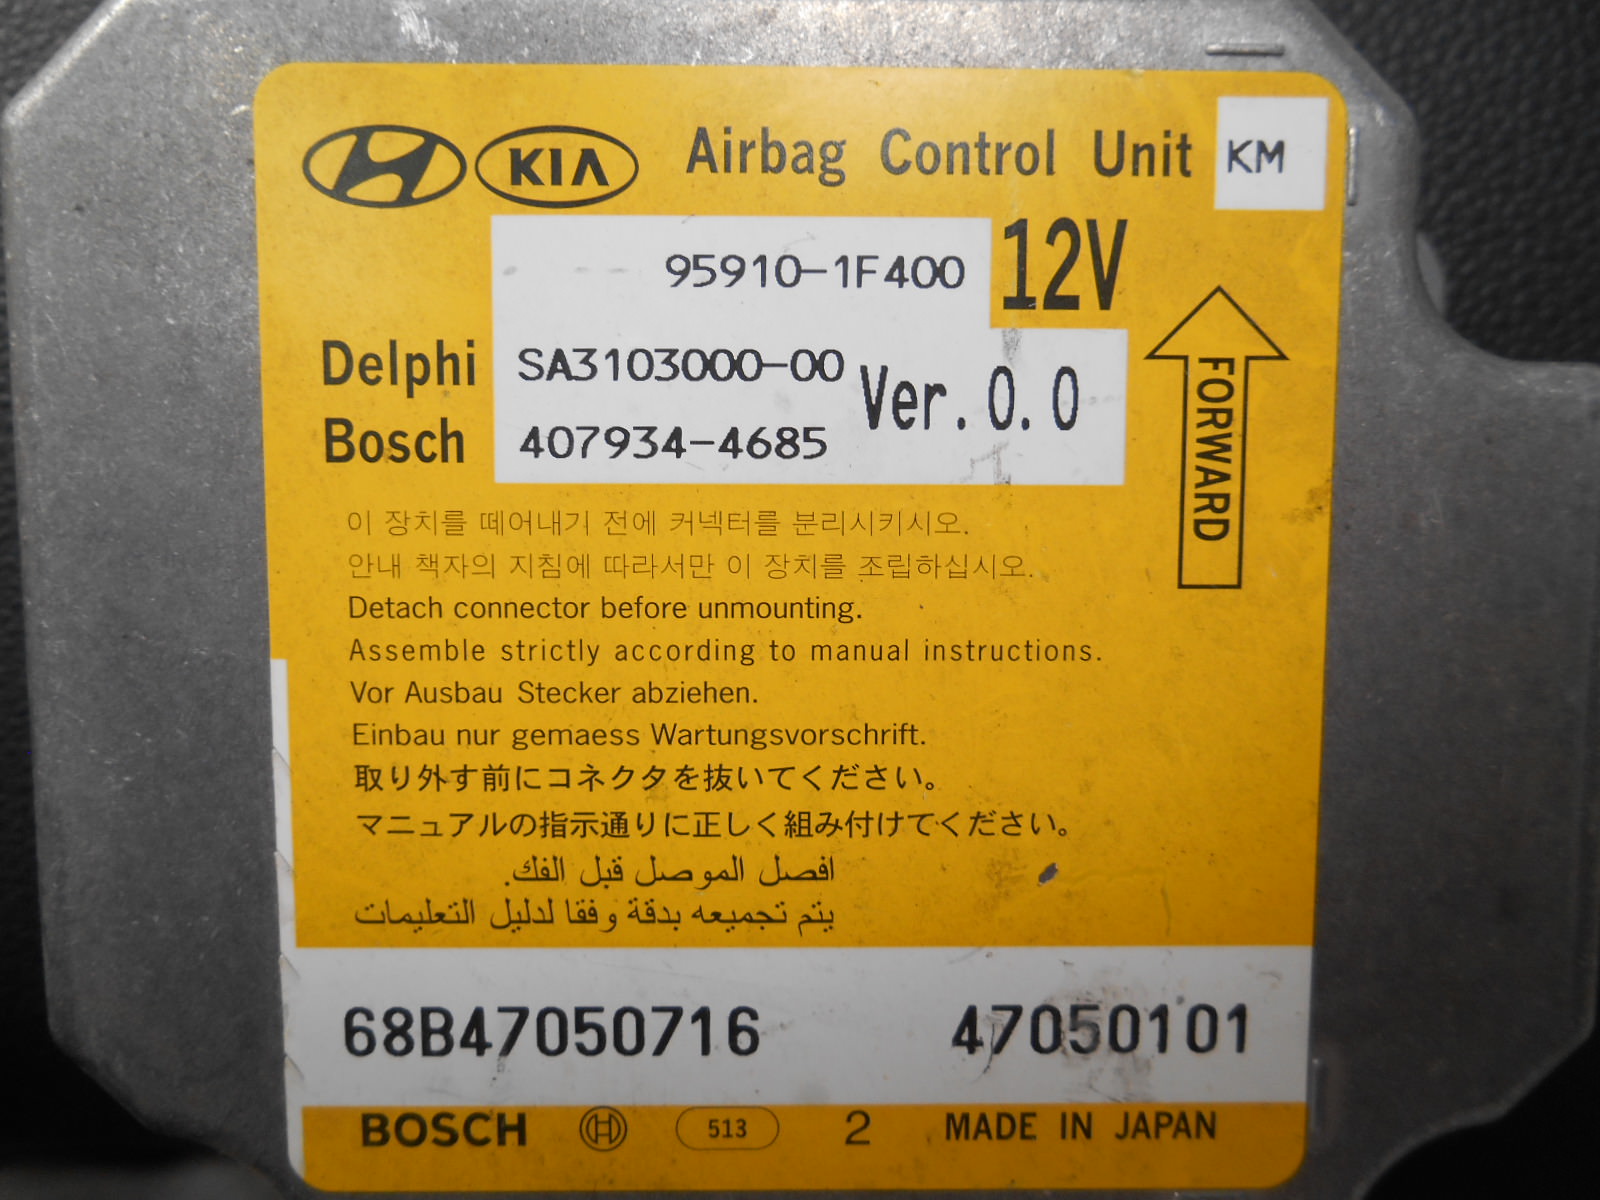 KIA Airbag Control Unit KM
95910-1F400 12V
Delphi SA3103000-00 Ver.0.0
Bosch 407934-4685
FORWARD
이 장치를 떼어내기 전에 커넥터를 분리시키시오.
안내 책자의 지침에 따라서만 이 장치를 조립하십시오.
Detach connector before unmounting.
Assemble strictly according to manual instructions.
Vor Ausbau Stecker abziehen.
Einbau nur gemaess Wartungsvorschrift.
取り外す前にコネクタを抜いてください。
マニュアルの指示通りに正しく組み付けてください。
افصل الموصل قبل الفك.
يتم تجميعه بدقة وفقا لدليل التعليمات
68B47050716 47050101
BOSCH 513 2 MADE IN JAPAN